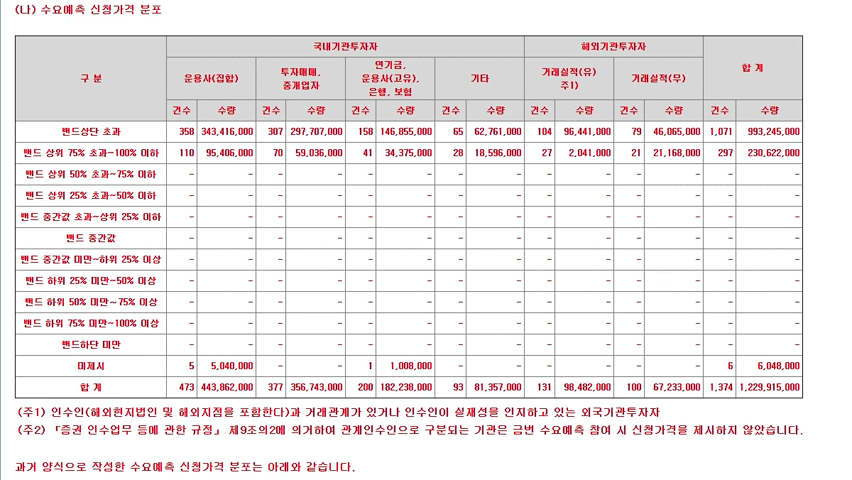 (나) 수요예측 신청가격 분포
구 분 국내기관투자자 해외기관투자자 합 계
운용사(집합) 투자매매, 중개업자 연기금, 운용사(고유), 은행, 보험 기타 거래실적(유) 주1) 거래실적(무)
건수 수량 건수 수량 건수 수량 건수 수량 건수 수량 건수 수량 건수 수량
밴드상단 초과 358 343,416,000 307 297,707,000 158 146,855,000 65 62,761,000 104 96,441,000 79 46,065,000 1,071 993,245,000
밴드 상위 75% 초과~100% 이하 110 95,406,000 70 59,036,000 41 34,375,000 28 18,596,000 27 2,041,000 21 21,168,000 297 230,622,000
밴드 상위 50% 초과~75% 이하 - - - - - - - - - - - - - -
밴드 상위 25% 초과~50% 이하 - - - - - - - - - - - - - -
밴드 중간값 초과~상위 25% 이하 - - - - - - - - - - - - - -
밴드 중간값 - - - - - - - - - - - - - -
밴드 중간값 미만~하위 25% 이상 - - - - - - - - - - - - - -
밴드 하위 25% 미만~50% 이상 - - - - - - - - - - - - - -
밴드 하위 50% 미만~75% 이상 - - - - - - - - - - - - - -
밴드 하위 75% 미만~100% 이상 - - - - - - - - - - - - - -
밴드하단 미만 - - - - - - - - - - - - - -
미제시 5 5,040,000 - - 1 1,008,000 - - - - - - 6 6,048,000
합 계 473 443,862,000 377 356,743,000 200 182,238,000 93 81,357,000 131 98,482,000 100 67,233,000 1,374 1,229,915,000
(주1) 인수인(해외현지법인 및 해외지점을 포함한다)과 거래관계가 있거나 인수인이 실재성을 인지하고 있는 외국기관투자자
(주2) 「증권 인수업무 등에 관한 규정」 제9조의2에 의거하여 관계인수인으로 구분되는 기관은 금번 수요예측 참여 시 신청가격을 제시하지 않았습니다.
과거 양식으로 작성한 수요예측 신청가격 분포는 아래와 같습니다.